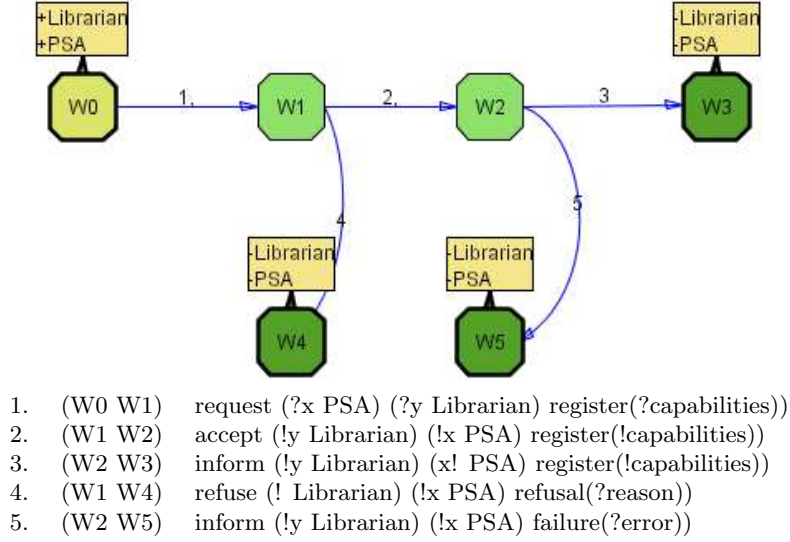 +Librarian
+PSA
-Librarian
-PSA
W0
1,
W1
2,
W2
3
W3
4
5
-Librarian
-PSA
-Librarian
-PSA
W4
W5
1. (W0 W1) request (?x PSA) (?y Librarian) register(?capabilities))
2. (W1 W2) accept (!y Librarian) (!x PSA) register(!capabilities))
3. (W2 W3) inform (!y Librarian) (x! PSA) register(!capabilities))
4. (W1 W4) refuse (! Librarian) (!x PSA) refusal(?reason))
5. (W2 W5) inform (!y Librarian) (!x PSA) failure(?error))